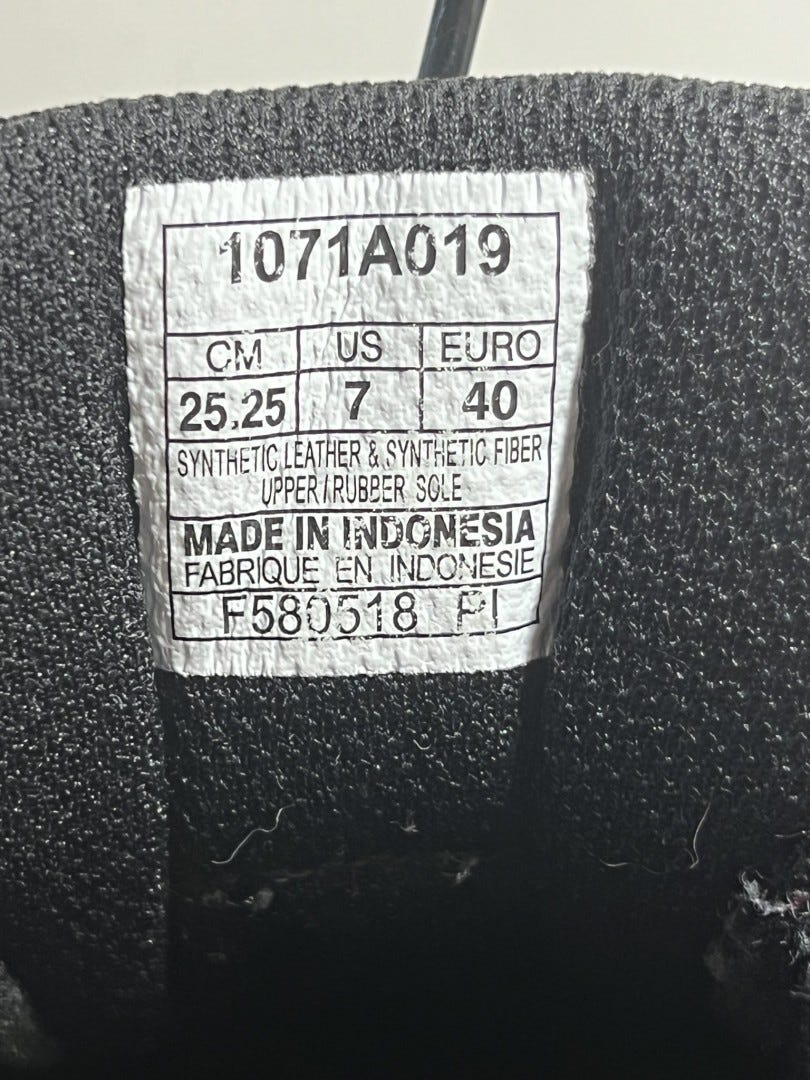 1071A019
CM US EURO
25.25 7 40
SYNTHETIC LEATHER & SYNTHETIC FIBER
UPPER/RUBBER SOLE
MADE IN INDONESIA
FABRIQUE EN INDONESIE
F580518 PI